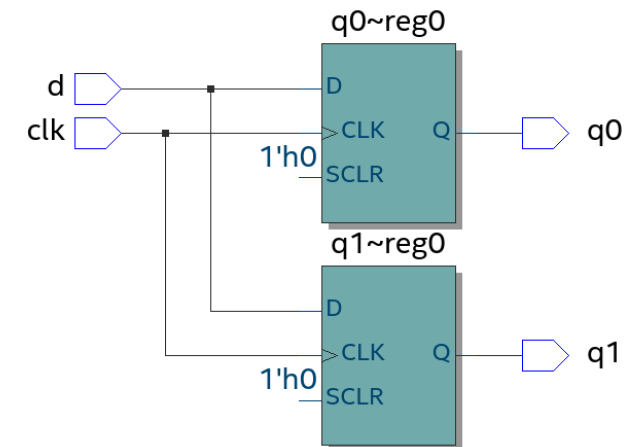 q0~reg0
d
D
clk
CLK
Q
q0
1'h0
SCLR
q1~reg0
D
CLK
Q
q1
1'h0
SCLR